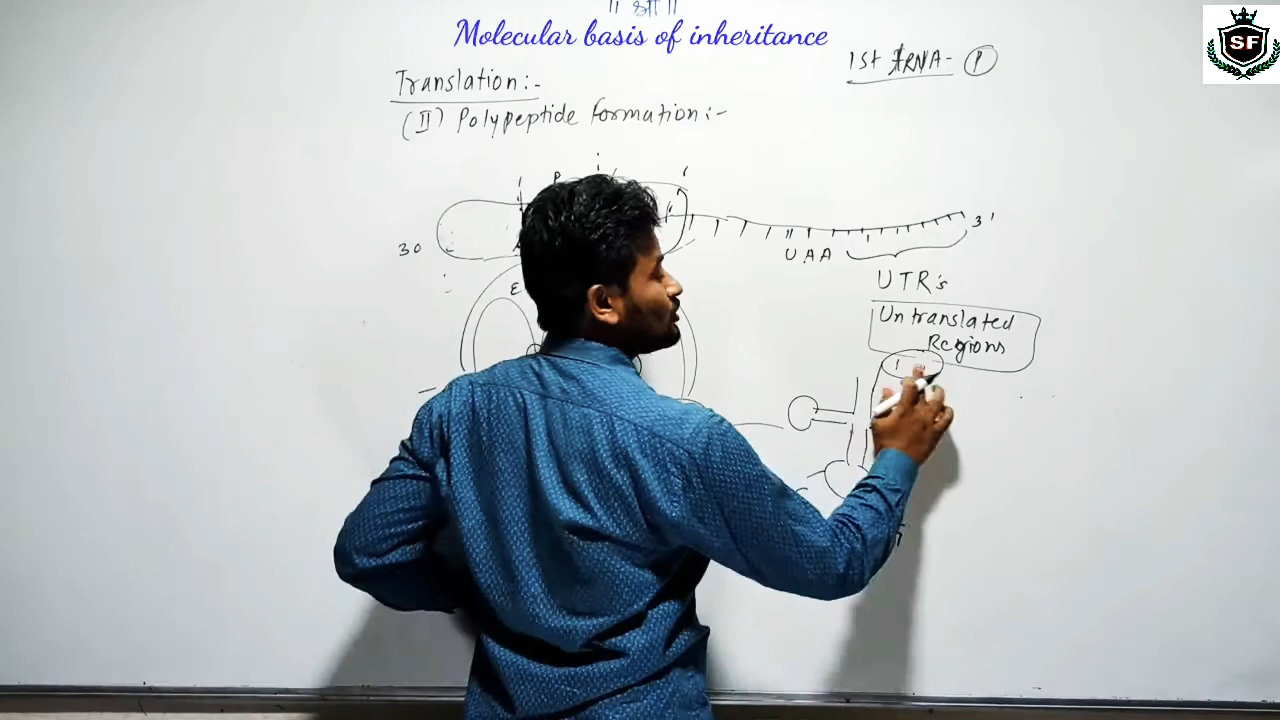 ॥ श्री ॥
Molecular basis of inheritance
SF
1st tRNA- P
Translation:-
(II) Polypeptide formation:-
P
3'
30
UAA
E
UTR's
Untranslated
Regions